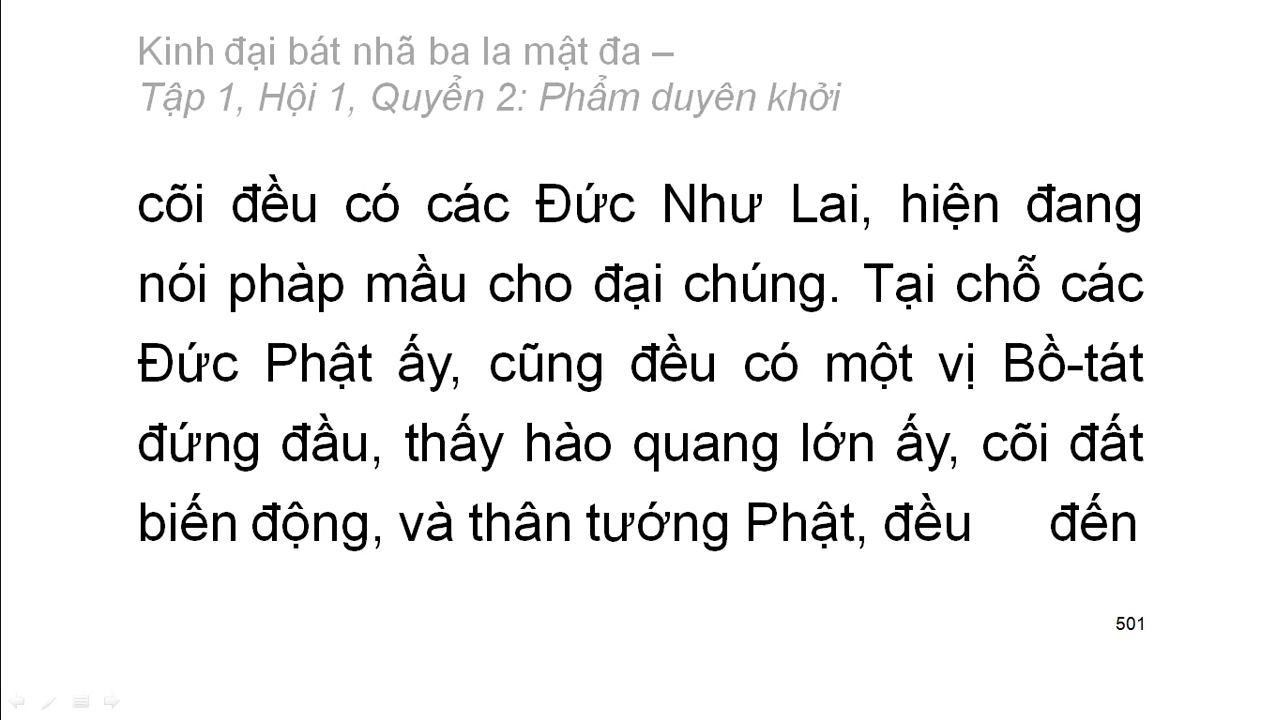 Kinh đại bát nhã ba la mật đa –
Tập 1, Hội 1, Quyển 2: Phẩm duyên khởi
cõi đều có các Đức Như Lai, hiện đang
nói phàp mầu cho đại chúng. Tại chỗ các
Đức Phật ấy, cũng đều có một vị Bồ-tát
đứng đầu, thấy hào quang lớn ấy, cõi đất
biến động, và thân tướng Phật, đều đến
501